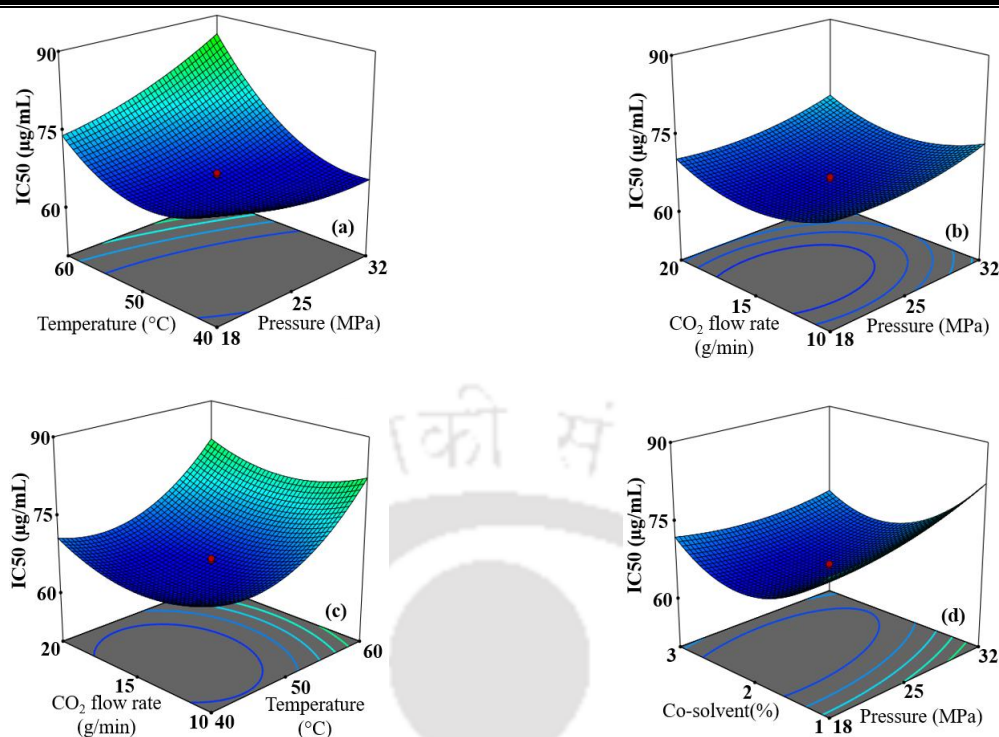 90
75
60
IC50 (µg/mL)
(a)
60
50
40
Temperature (°C)
18
25
32
Pressure (MPa)
90
75
60
IC50 (µg/mL)
(b)
20
15
10
CO₂ flow rate
(g/min)
18
25
32
Pressure (MPa)
90
75
60
IC50 (µg/mL)
(c)
20
15
10
CO₂ flow rate
(g/min)
40
50
60
Temperature
(°C)
90
75
60
IC50 (µg/mL)
(d)
3
2
1
Co-solvent(%)
18
25
32
Pressure (MPa)